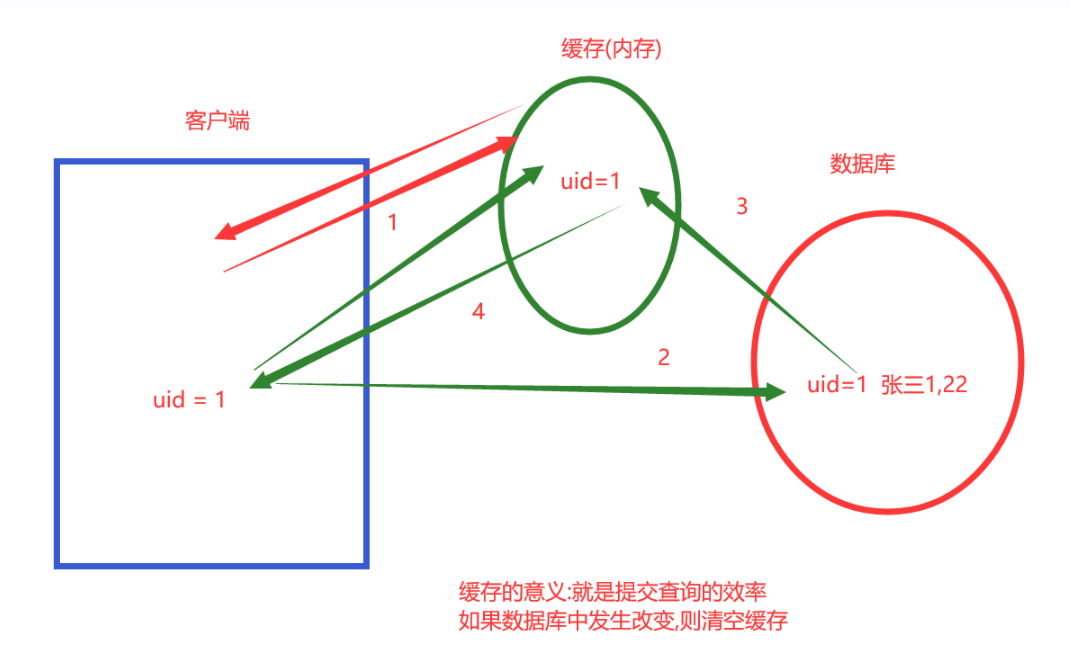 缓存(内存)
客户端
数据库
uid=1
3
1
4
2
uid = 1
uid=1 张三1,22
缓存的意义:就是提交查询的效率
如果数据库中发生改变,则清空缓存